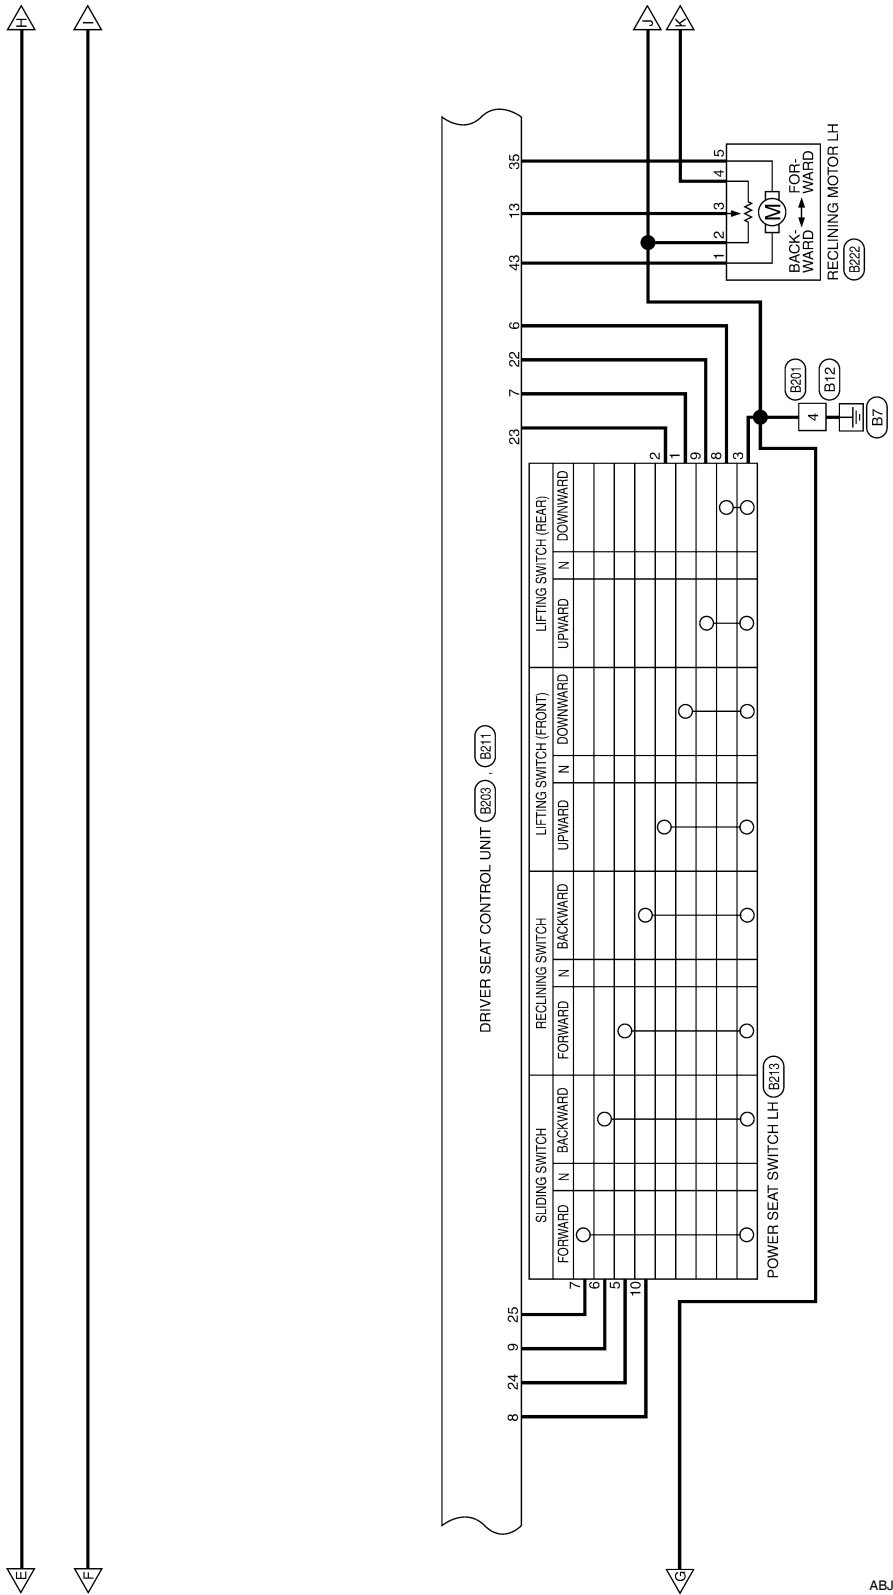 H
I
J
K
35
13
43
6
22
7
23
5
4
3
2
1
M
BACK-
WARD
FOR-
WARD
RECLINING MOTOR LH
B222
B201
B12
4
B7
2
1
9
8
3
DRIVER SEAT CONTROL UNIT B203 , B211
SLIDING SWITCH
RECLINING SWITCH
LIFTING SWITCH (FRONT)
LIFTING SWITCH (REAR)
FORWARD
N
BACKWARD
FORWARD
N
BACKWARD
UPWARD
N
DOWNWARD
UPWARD
N
DOWNWARD
7
6
5
10
POWER SEAT SWITCH LH B213
25
9
24
8
E
F
G
ABJ